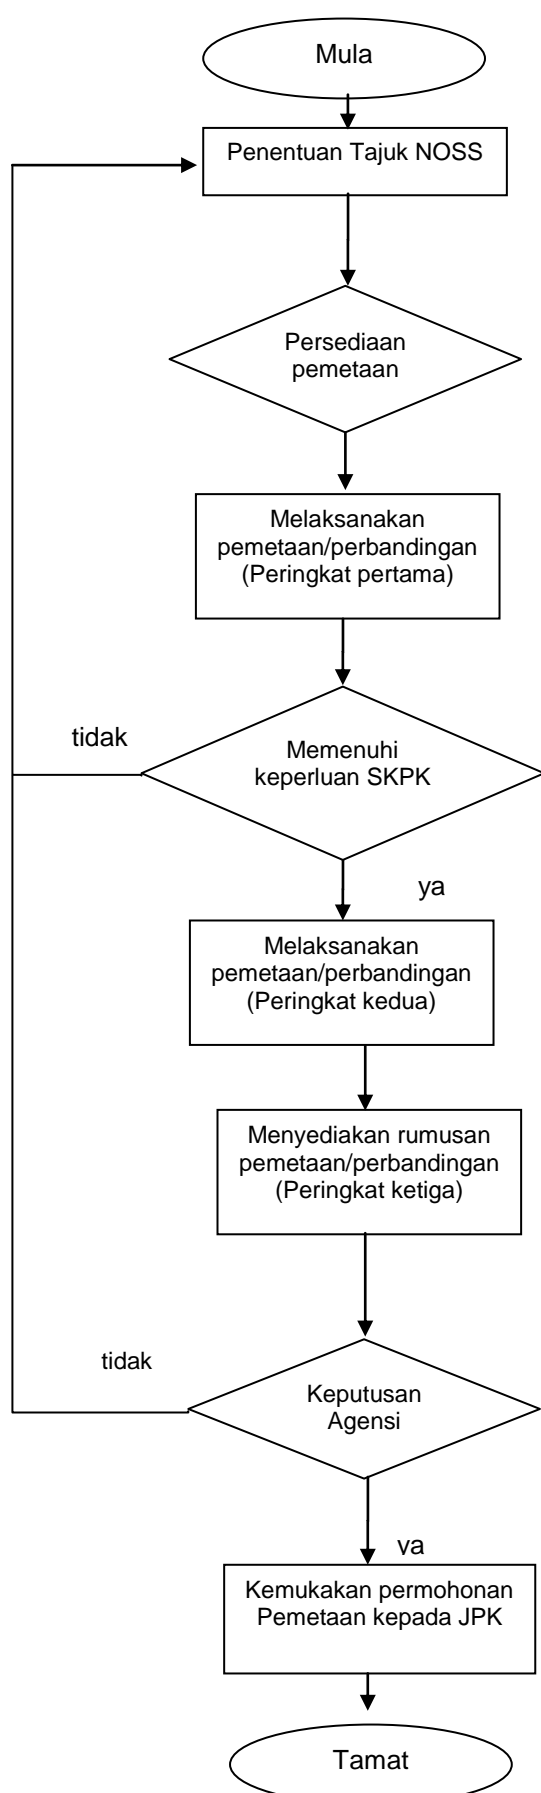 Mula
Penentuan Tajuk NOSS
Persediaan
pemetaan
Melaksanakan
pemetaan/perbandingan
(Peringkat pertama)
tidak
Memenuhi
keperluan SKPK
ya
Melaksanakan
pemetaan/perbandingan
(Peringkat kedua)
Menyediakan rumusan
pemetaan/perbandingan
(Peringkat ketiga)
tidak
Keputusan
Agensi
va
Kemukakan permohonan
Pemetaan kepada JPK
Tamat